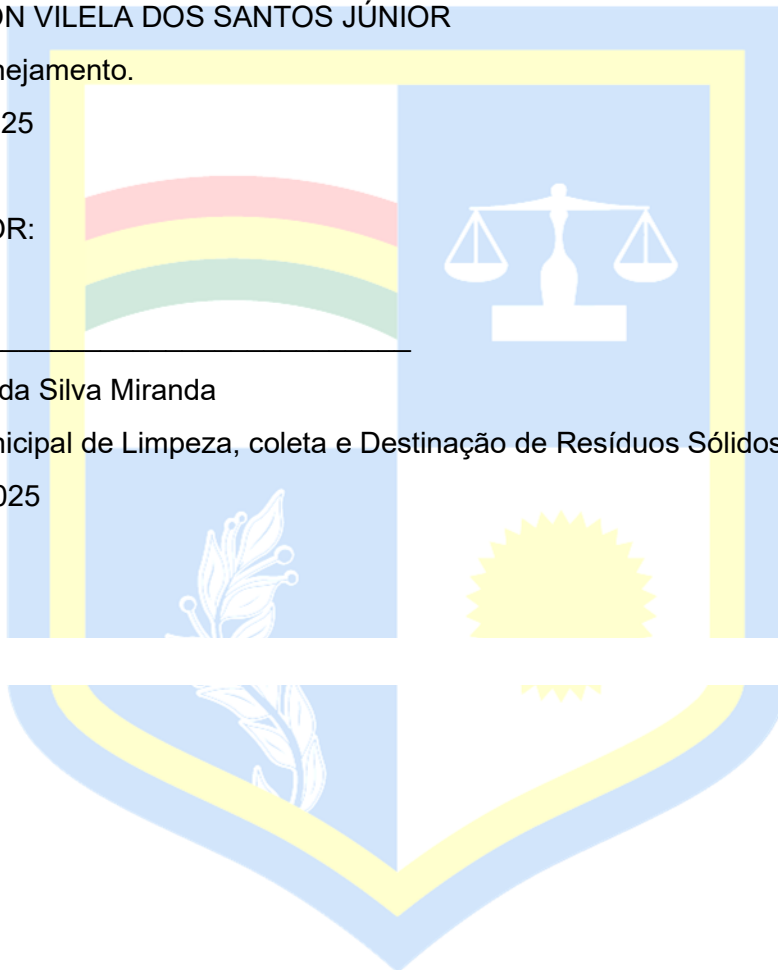 ON VILELA DOS SANTOS JÚNIOR
nejamento.
25
OR:
da Silva Miranda
nicipal de Limpeza, coleta e Destinação de Resíduos Sólidos
025